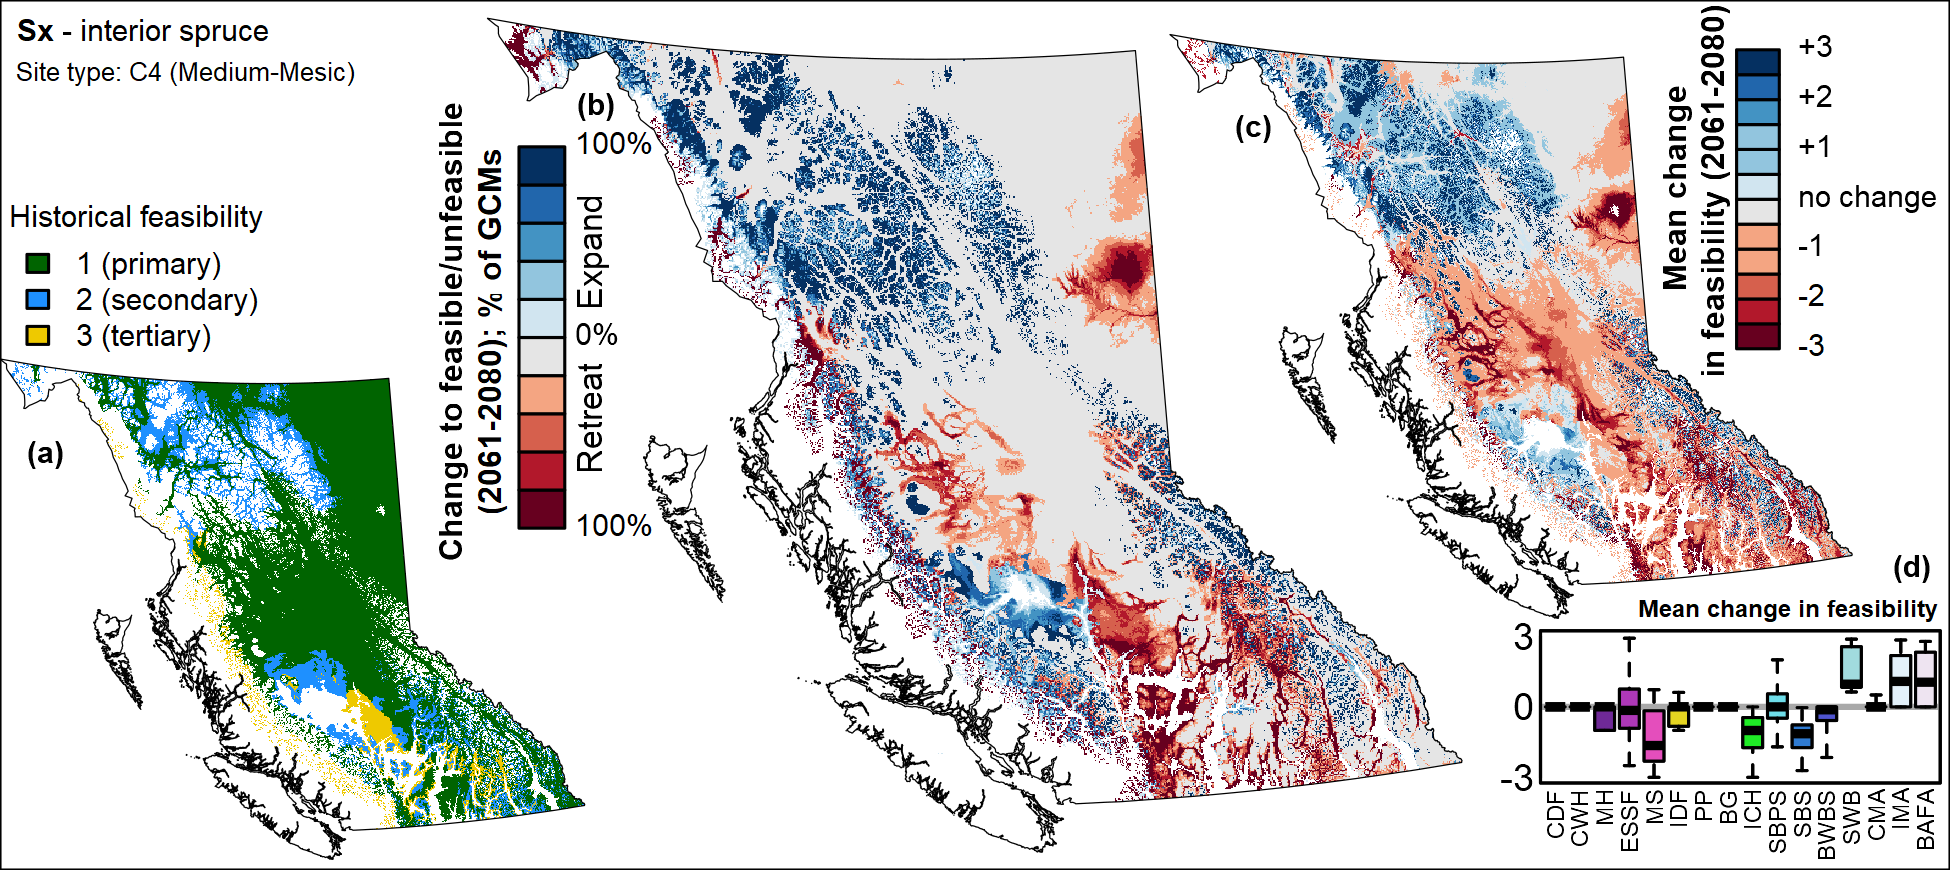 Sx - interior spruce
Site type: C4 (Medium-Mesic)
Historical feasibility
1 (primary)
2 (secondary)
3 (tertiary)
(a)
Change to feasible/unfeasible
(2061-2080); % of GCMs
100%
Expand
0%
Retreat
100%
(b)
(c)
Mean change
in feasibility (2061-2080)
+3
+2
+1
no change
-1
-2
-3
(d)
Mean change in feasibility
3
0
-3
CDF
CWH
MH
ESSF
MS
IDF
PP
BG
ICH
SBPS
SBS
BWBS
SWB
CMA
IMA
BAFA